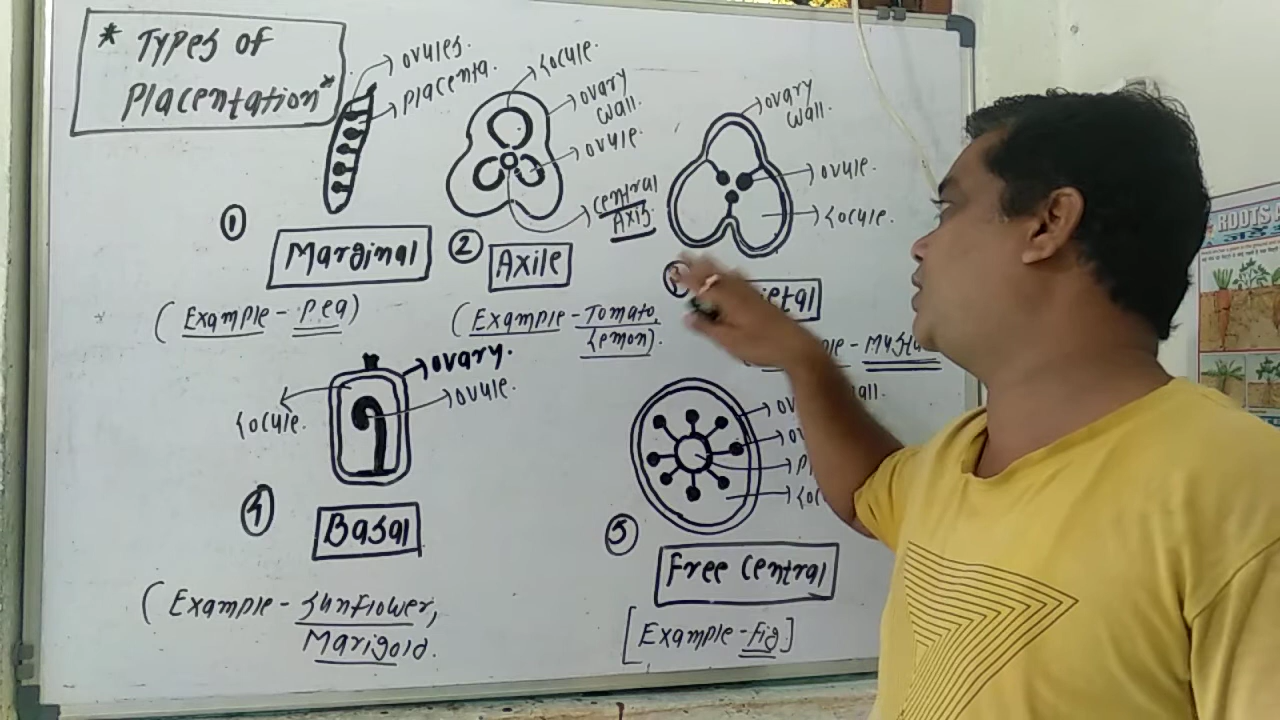 * Types of
Placentation *
ovules.
placenta.
①
Marginal
(Example - pea)
Locule.
ovary
wall.
ovule.
central
Axis.
②
Axile
(Example - Tomato,
Lemon).
ovary
wall.
ovule.
Locule.
ovary.
ovule.
Locule.
4
Basal
(Example - Sunflower,
Marigold.
5
Free central
[Example - Fig]
ROOTS